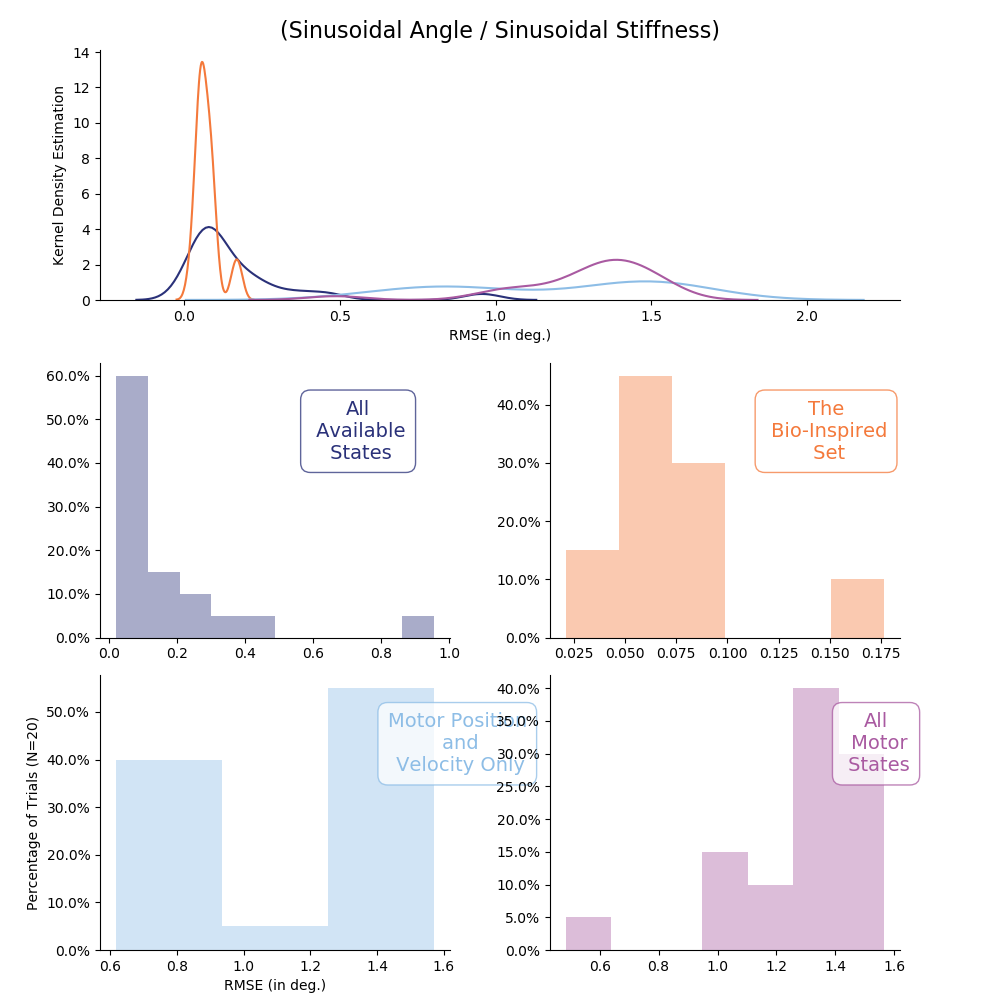 (Sinusoidal Angle / Sinusoidal Stiffness)
14
12
10
8
6
4
2
0
Kernel Density Estimation
0.0 0.5 1.0 1.5 2.0
RMSE (in deg.)
60.0%
50.0%
40.0%
30.0%
20.0%
10.0%
0.0%
All
Available
States
0.0 0.2 0.4 0.6 0.8 1.0
40.0%
30.0%
20.0%
10.0%
0.0%
The
Bio-Inspired
Set
0.025 0.050 0.075 0.100 0.125 0.150 0.175
Percentage of Trials (N=20)
50.0%
40.0%
30.0%
20.0%
10.0%
0.0%
Motor Position
and
Velocity Only
0.6 0.8 1.0 1.2 1.4 1.6
RMSE (in deg.)
40.0%
35.0%
30.0%
25.0%
20.0%
15.0%
10.0%
5.0%
0.0%
All
Motor
States
0.6 0.8 1.0 1.2 1.4 1.6